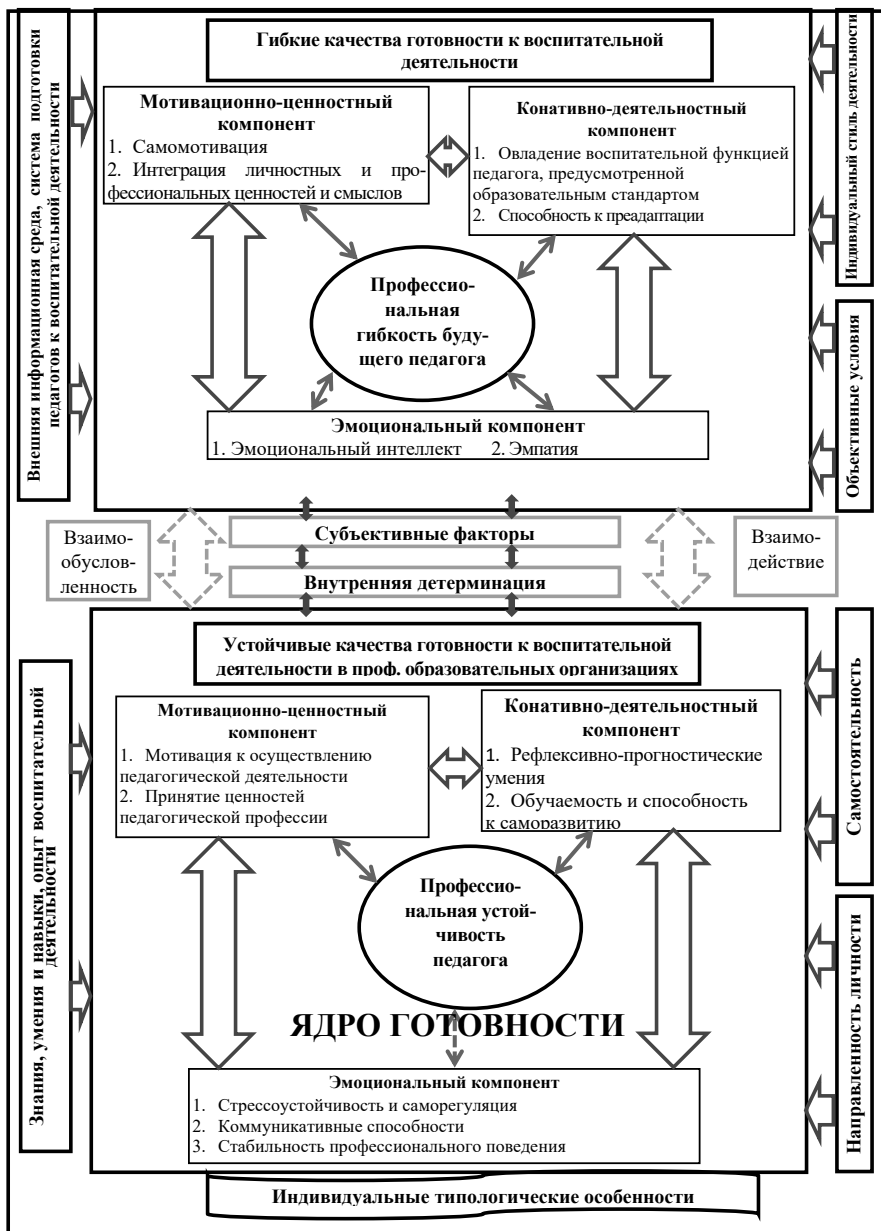 Внешняя информационная среда, система подготовки
педагогов к воспитательной деятельности
Гибкие качества готовности к воспитательной
деятельности
Мотивационно-ценностный
компонент
1. Самомотивация
2. Интеграция личностных и про-
фессиональных ценностей и смыслов
Конативно-деятельностный
компонент
1. Овладение воспитательной функцией
педагога, предусмотренной
образовательным стандартом
2. Способность к преадаптации
Профессио-
нальная
гибкость буду-
щего педагога
Эмоциональный компонент
1. Эмоциональный интеллект 2. Эмпатия
Индивидуальный стиль деятельности
Объективные условия
Взаимо-
обуслов-
ленность
Субъективные факторы
Внутренняя детерминация
Взаимо-
действие
Знания, умения и навыки, опыт воспитательной
деятельности
Устойчивые качества готовности к воспитательной
деятельности в проф. образовательных организациях
Мотивационно-ценностный
компонент
1. Мотивация к осуществлению
педагогической деятельности
2. Принятие ценностей
педагогической профессии
Конативно-деятельностный
компонент
1. Рефлексивно-прогностические
умения
2. Обучаемость и способность
к саморазвитию
Профессио-
нальная устой-
чивость
педагога
ЯДРО ГОТОВНОСТИ
Эмоциональный компонент
1. Стрессоустойчивость и саморегуляция
2. Коммуникативные способности
3. Стабильность профессионального поведения
Самостоятельность
Направленность личности
Индивидуальные типологические особенности